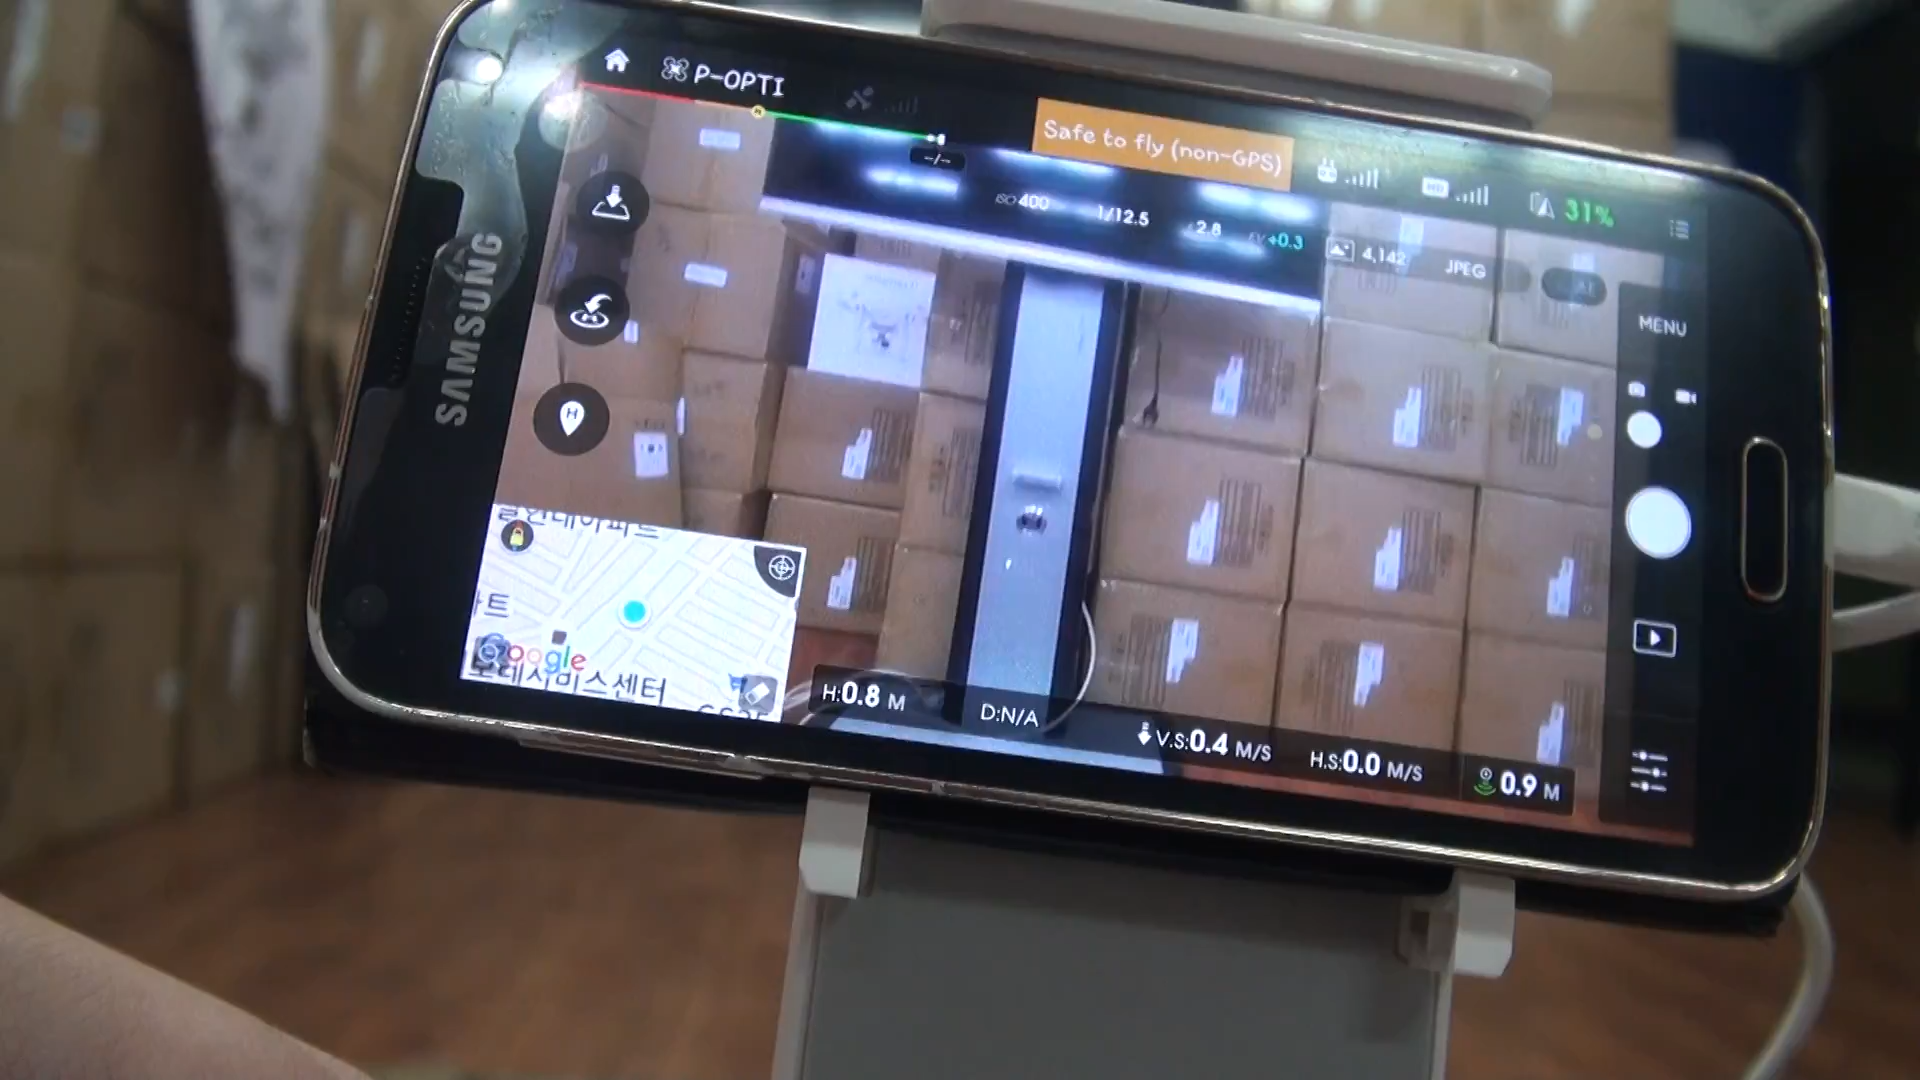 SAMSUNG
P-OPTI
--/--
Safe to fly (non-GPS)
HD
31%
ISO 400
1/12.5
2.8
EV +0.3
4,142
JPEG
MENU
H
Google
H:0.8 M
D:N/A
V.S:0.4 M/S
H.S:0.0 M/S
0.9 M